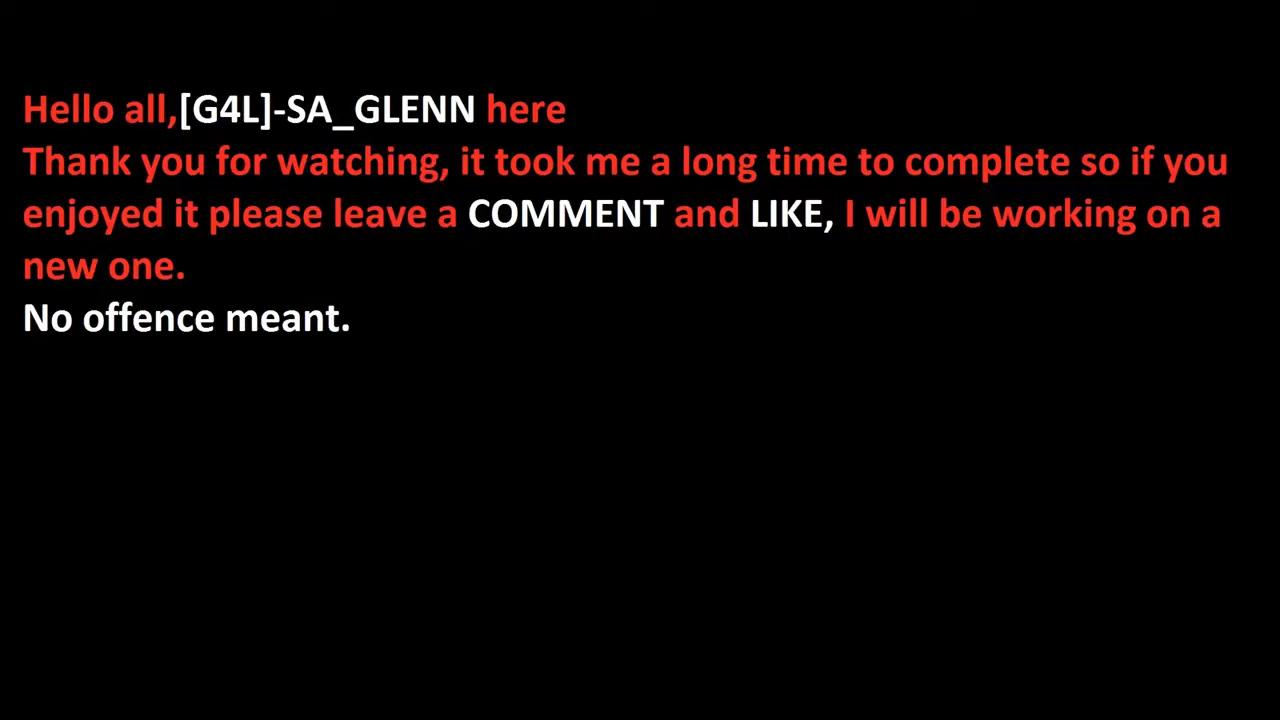 Hello all,[G4L]-SA_GLENN here
Thank you for watching, it took me a long time to complete so if you
enjoyed it please leave a COMMENT and LIKE, I will be working on a
new one.
No offence meant.